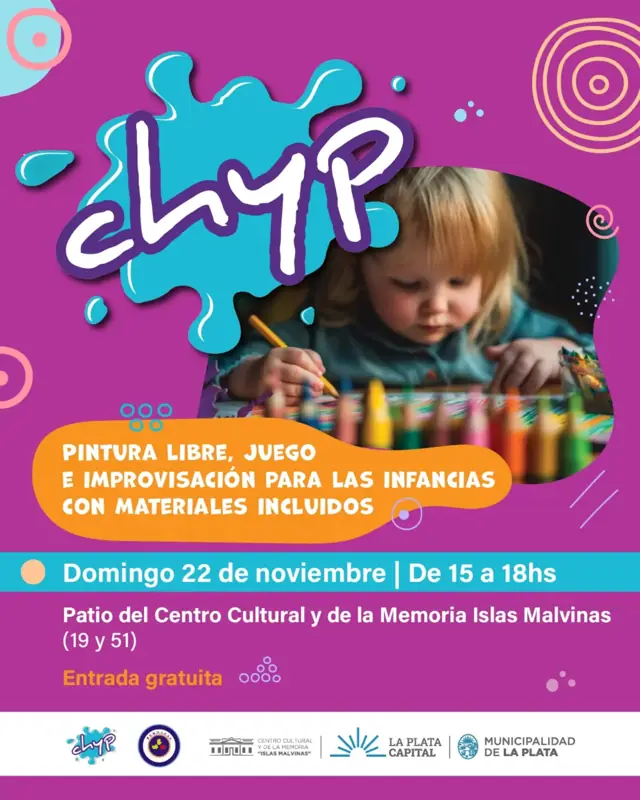 chyp
PINTURA LIBRE, JUEGO
E IMPROVISACIÓN PARA LAS INFANCIAS
CON MATERIALES INCLUIDOS
Domingo 22 de noviembre | De 15 a 18hs
Patio del Centro Cultural y de la Memoria Islas Malvinas
(19 y 51)
Entrada gratuita
chyp
CENTRO CULTURAL
Y DE LA MEMORIA
"ISLAS MALVINAS"
LA PLATA
CAPITAL
MUNICIPALIDAD
DE LA PLATA